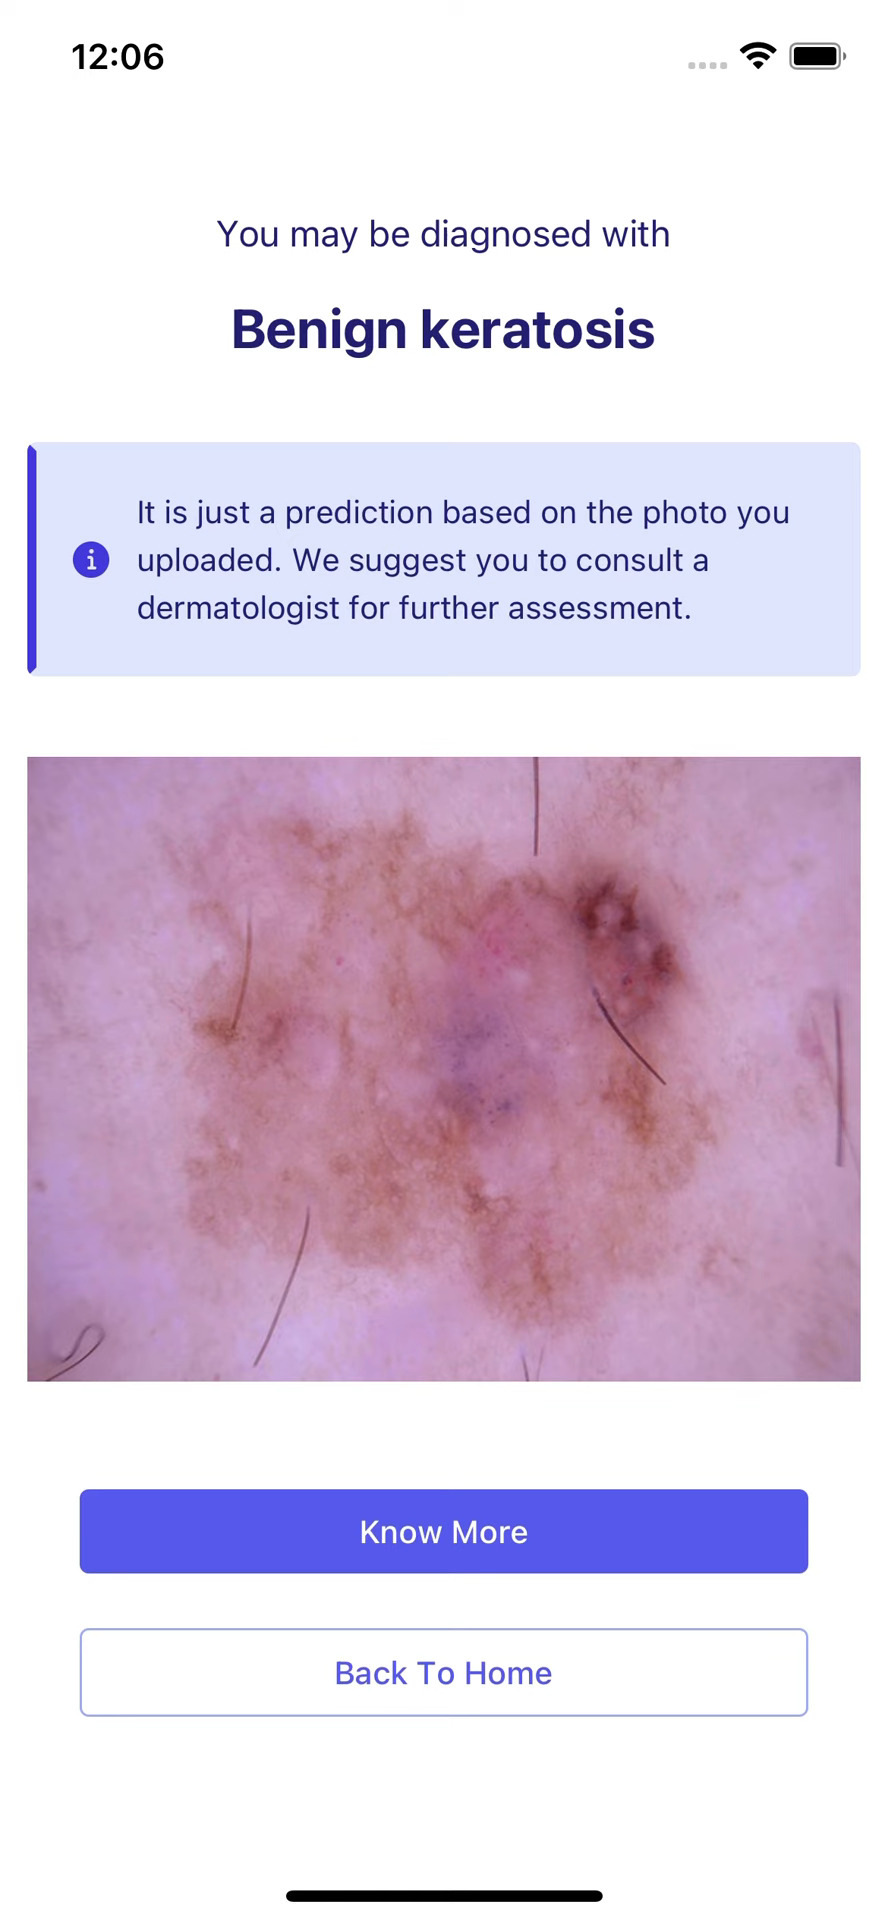 12:06
You may be diagnosed with
Benign keratosis
It is just a prediction based on the photo you
uploaded. We suggest you to consult a
dermatologist for further assessment.
Know More
Back To Home